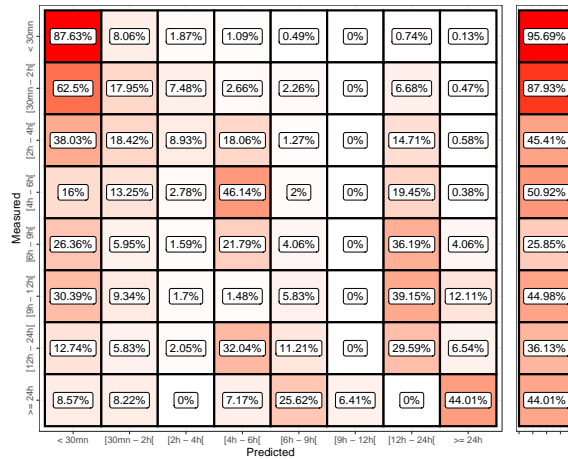 < 30mn 87.63% 8.06% 1.87% 1.09% 0.49% 0% 0.74% 0.13% 95.69%
[30mn − 2h[ 62.5% 17.95% 7.48% 2.66% 2.26% 0% 6.68% 0.47% 87.93%
[2h − 4h[ 38.03% 18.42% 8.93% 18.06% 1.27% 0% 14.71% 0.58% 45.41%
[4h − 6h[ 16% 13.25% 2.78% 46.14% 2% 0% 19.45% 0.38% 50.92%
Measured
[6h − 9h[ 26.36% 5.95% 1.59% 21.79% 4.06% 0% 36.19% 4.06% 25.85%
[9h − 12h[ 30.39% 9.34% 1.7% 1.48% 5.83% 0% 39.15% 12.11% 44.98%
[12h − 24h[ 12.74% 5.83% 2.05% 32.04% 11.21% 0% 29.59% 6.54% 36.13%
>= 24h 8.57% 8.22% 0% 7.17% 25.62% 6.41% 0% 44.01% 44.01%
< 30mn [30mn − 2h[ [2h − 4h[ [4h − 6h[ [6h − 9h[ [9h − 12h[ [12h − 24h[ >= 24h
Predicted